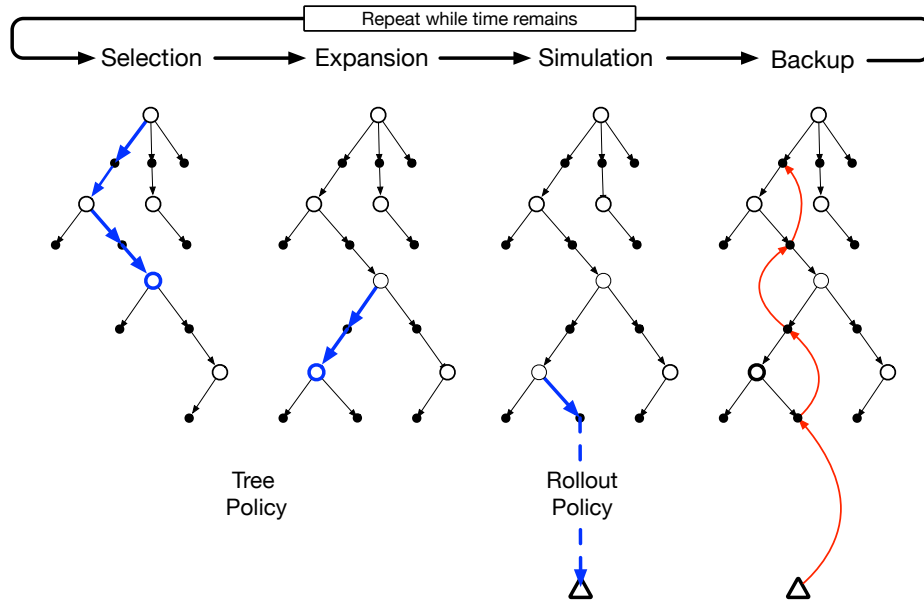 Repeat while time remains
Selection
Expansion
Simulation
Backup
Tree
Policy
Rollout
Policy